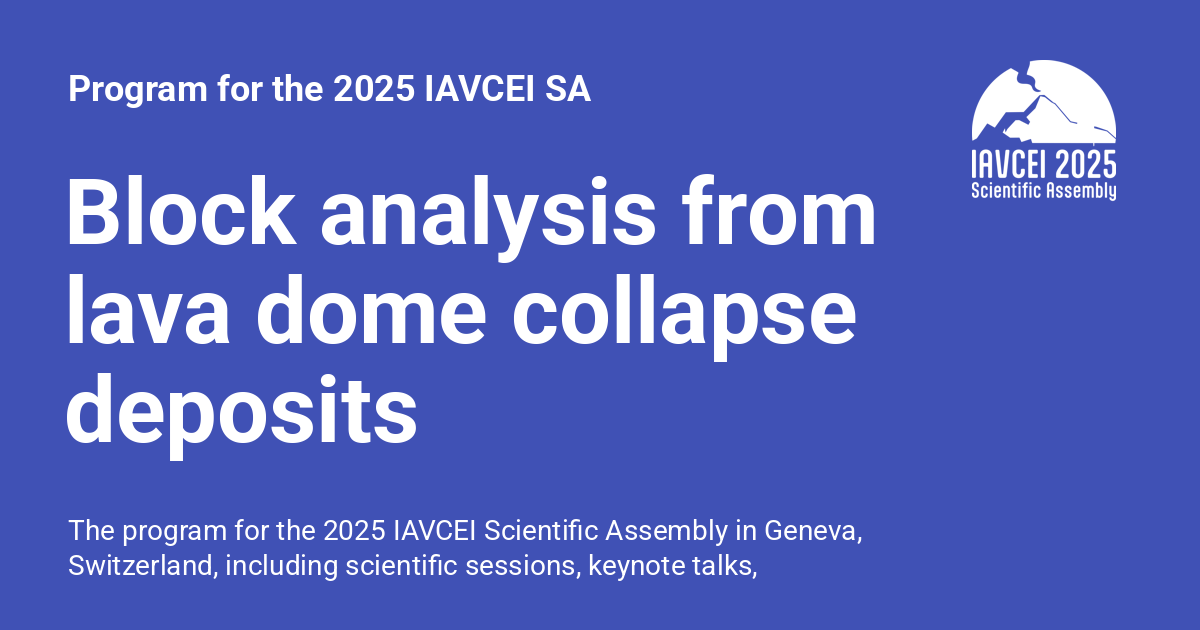 Program for the 2025 IAVCEI SA
IAVCEI 2025
Scientific Assembly
Block analysis from
lava dome collapse
deposits
The program for the 2025 IAVCEI Scientific Assembly in Geneva,
Switzerland, including scientific sessions, keynote talks,